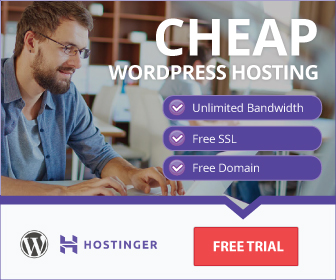 CHEAP
WORDPRESS HOSTING
Unlimited Bandwidth
Free SSL
Free Domain
HOSTINGER
FREE TRIAL